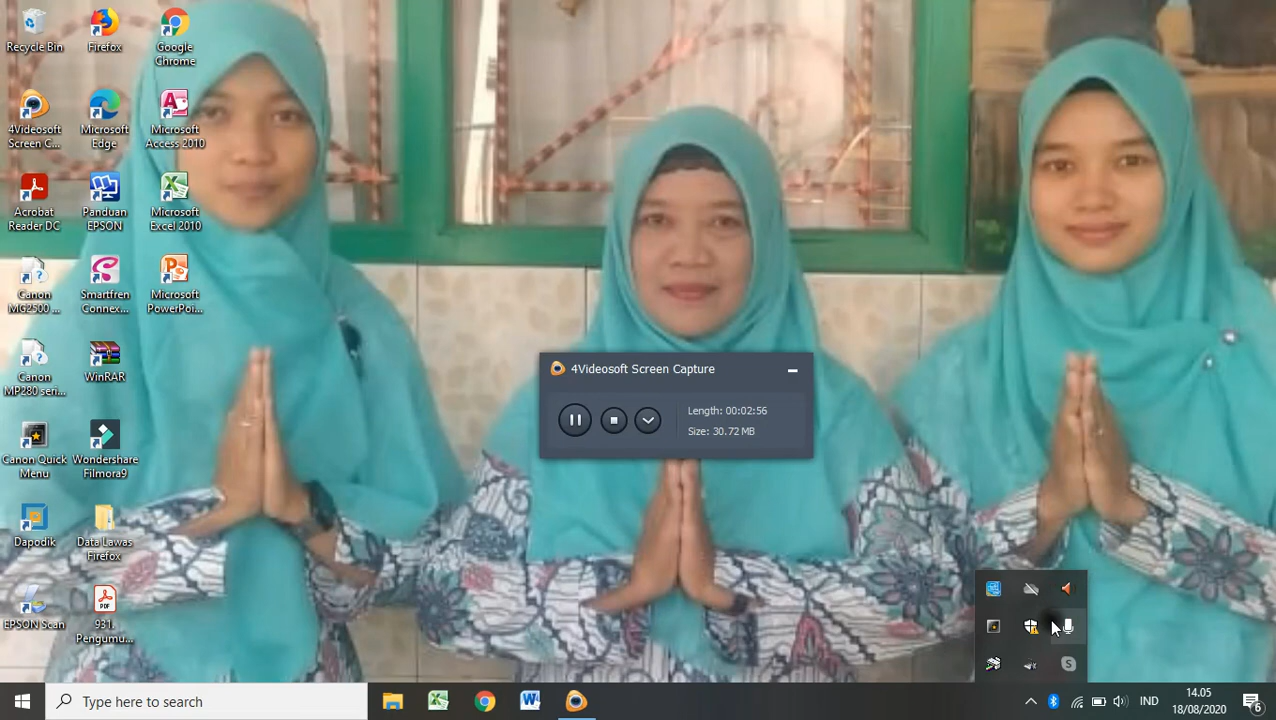 Recycle Bin
Firefox
Google
Chrome
4Videosoft
Screen C...
Microsoft
Edge
Microsoft
Access 2010
Acrobat
Reader DC
Panduan
EPSON
Microsoft
Excel 2010
Canon
MG2500 ...
Smartfren
Connex...
Microsoft
PowerPoi...
Canon
MP280 seri...
WinRAR
Canon Quick
Menu
Wondershare
Filmora9
Dapodik
Data Lawas
Firefox
EPSON Scan
931.
Pengumu...
4Videosoft Screen Capture
Length: 00:02:56
Size: 30.72 MB
Type here to search
IND
14.05
18/08/2020
6